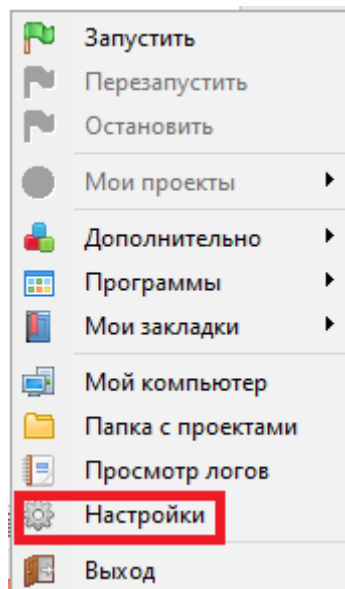 Запустить
Перезапустить
Остановить
Мои проекты
Дополнительно
Программы
Мои закладки
Мой компьютер
Папка с проектами
Просмотр логов
Настройки
Выход